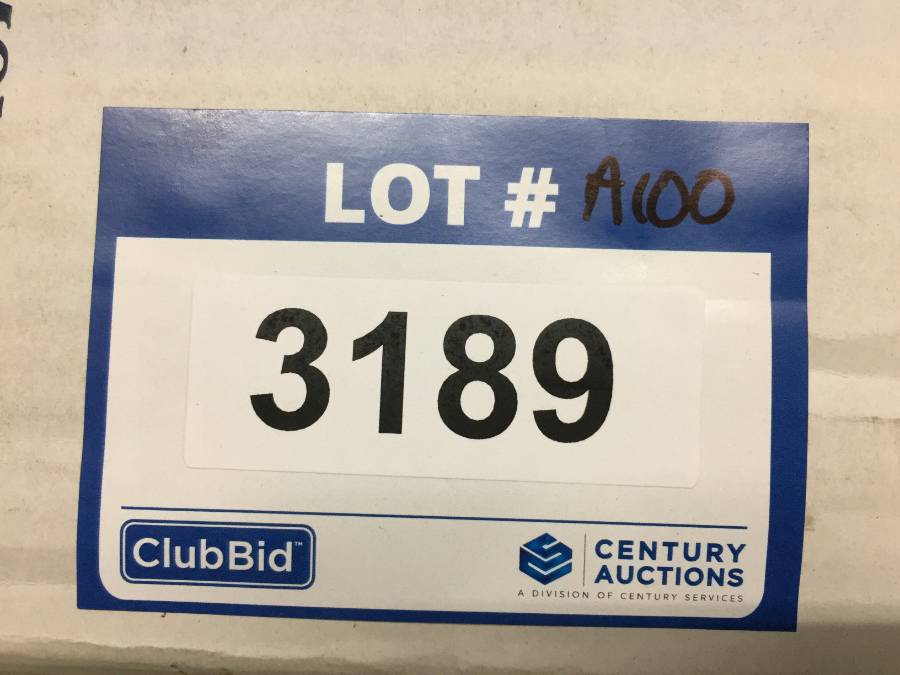 LOT # A100
3189
ClubBid™
CENTURY
AUCTIONS
A DIVISION OF CENTURY SERVICES